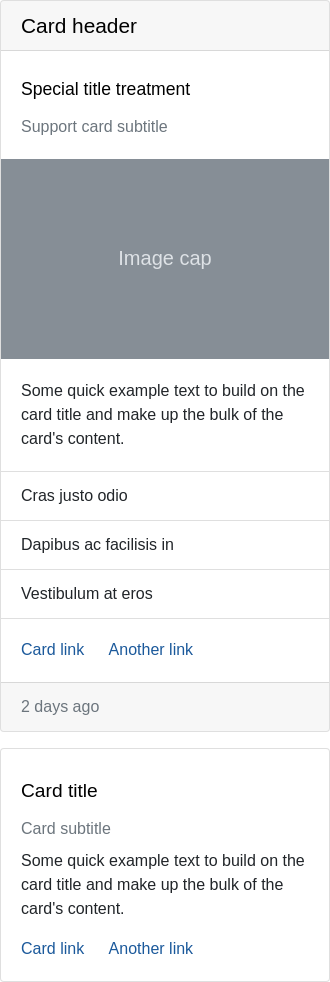 Card header
Special title treatment
Support card subtitle
Image cap
Some quick example text to build on the
card title and make up the bulk of the
card's content.
Cras justo odio
Dapibus ac facilisis in
Vestibulum at eros
Card link Another link
2 days ago
Card title
Card subtitle
Some quick example text to build on the
card title and make up the bulk of the
card's content.
Card link Another link